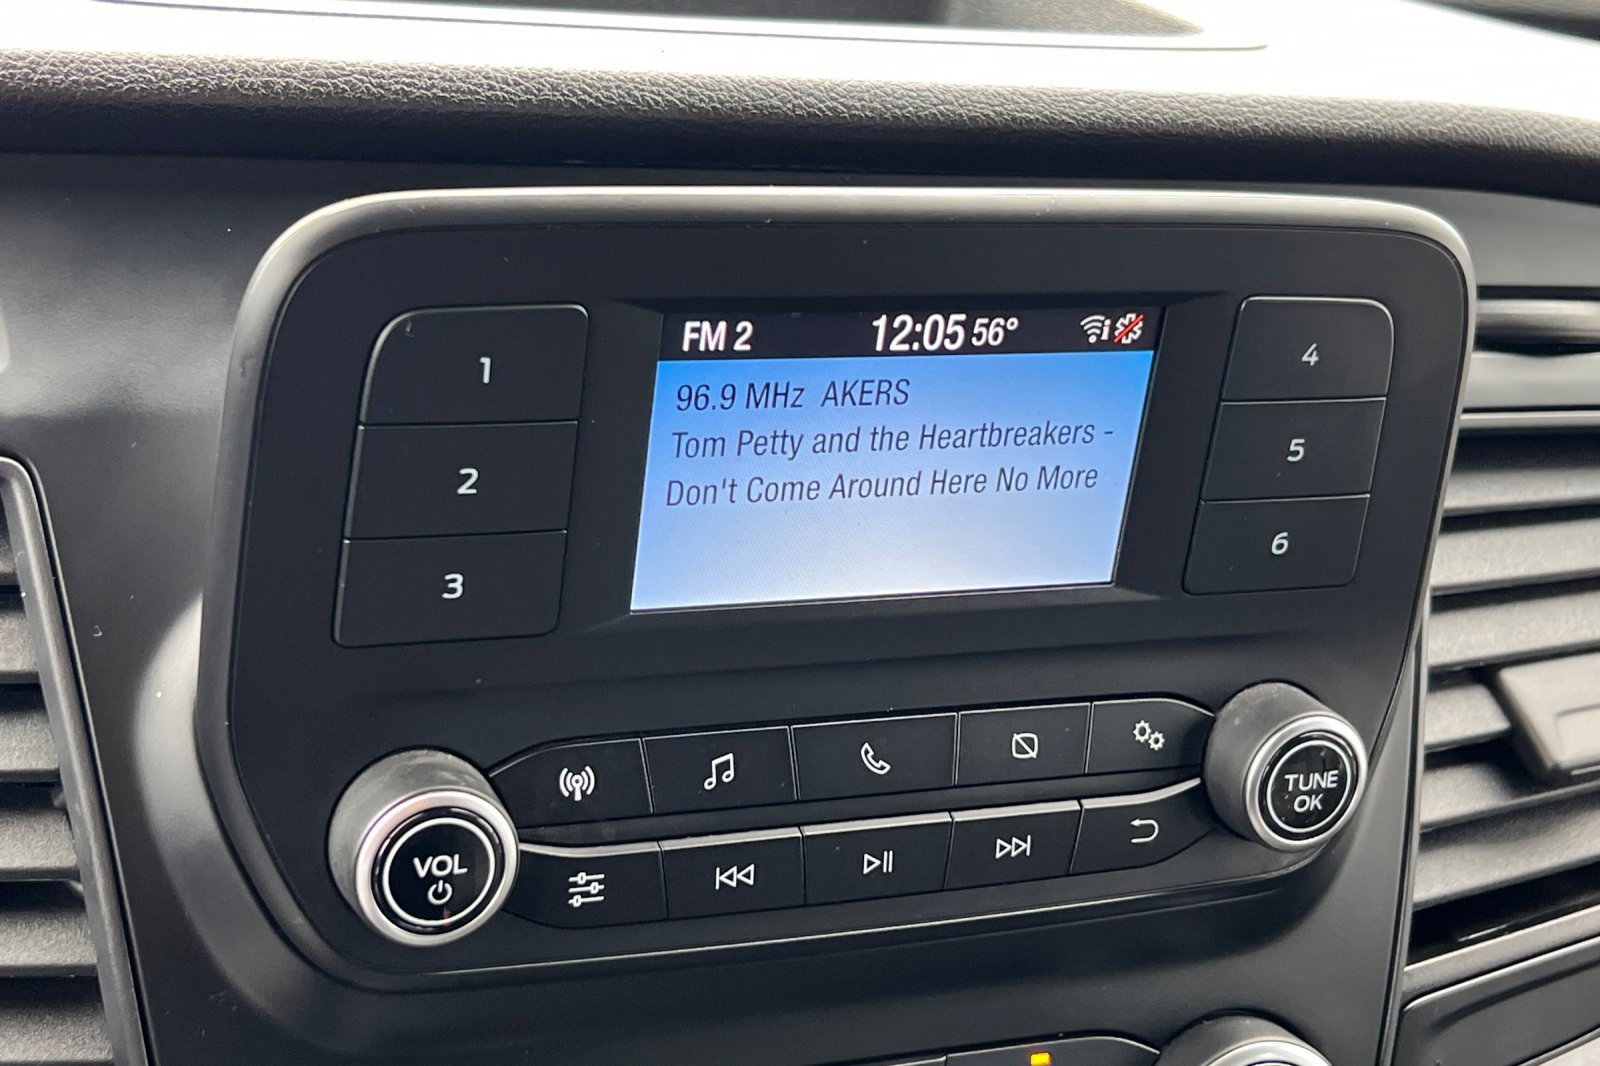 FM 2 12:05 56°
96.9 MHz AKERS
Tom Petty and the Heartbreakers -
Don't Come Around Here No More
1
2
3
4
5
6
VOL
TUNE
OK